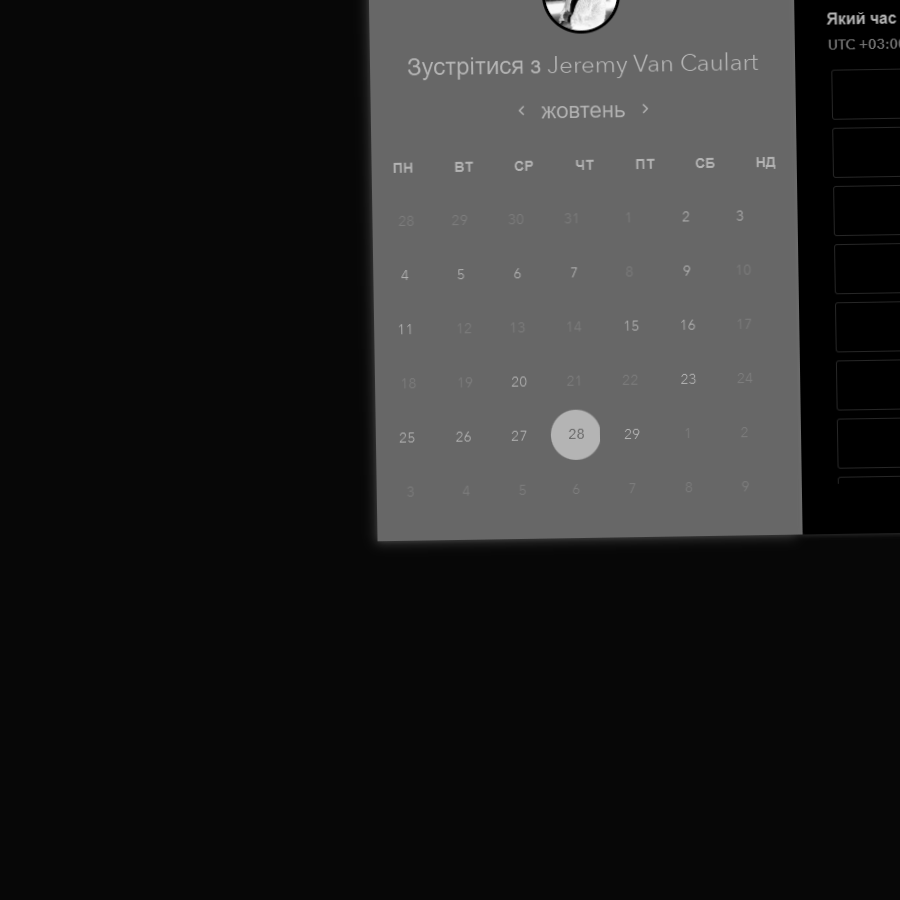 Зустрітися з Jeremy Van Caulart
‹ жовтень ›
ПН ВТ СР ЧТ ПТ СБ НД
28 29 30 31 1 2 3
4 5 6 7 8 9 10
11 12 13 14 15 16 17
18 19 20 21 22 23 24
25 26 27 28 29 1 2
3 4 5 6 7 8 9
Який час
UTC +03:0